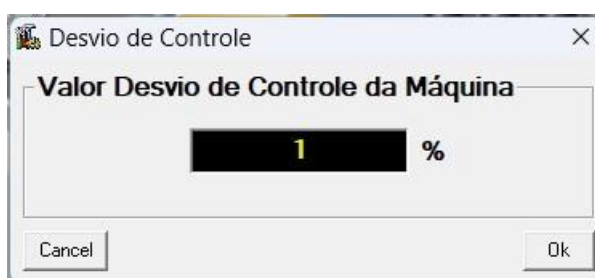 Desvio de Controle
Valor Desvio de Controle da Máquina
1 %
Cancel Ok